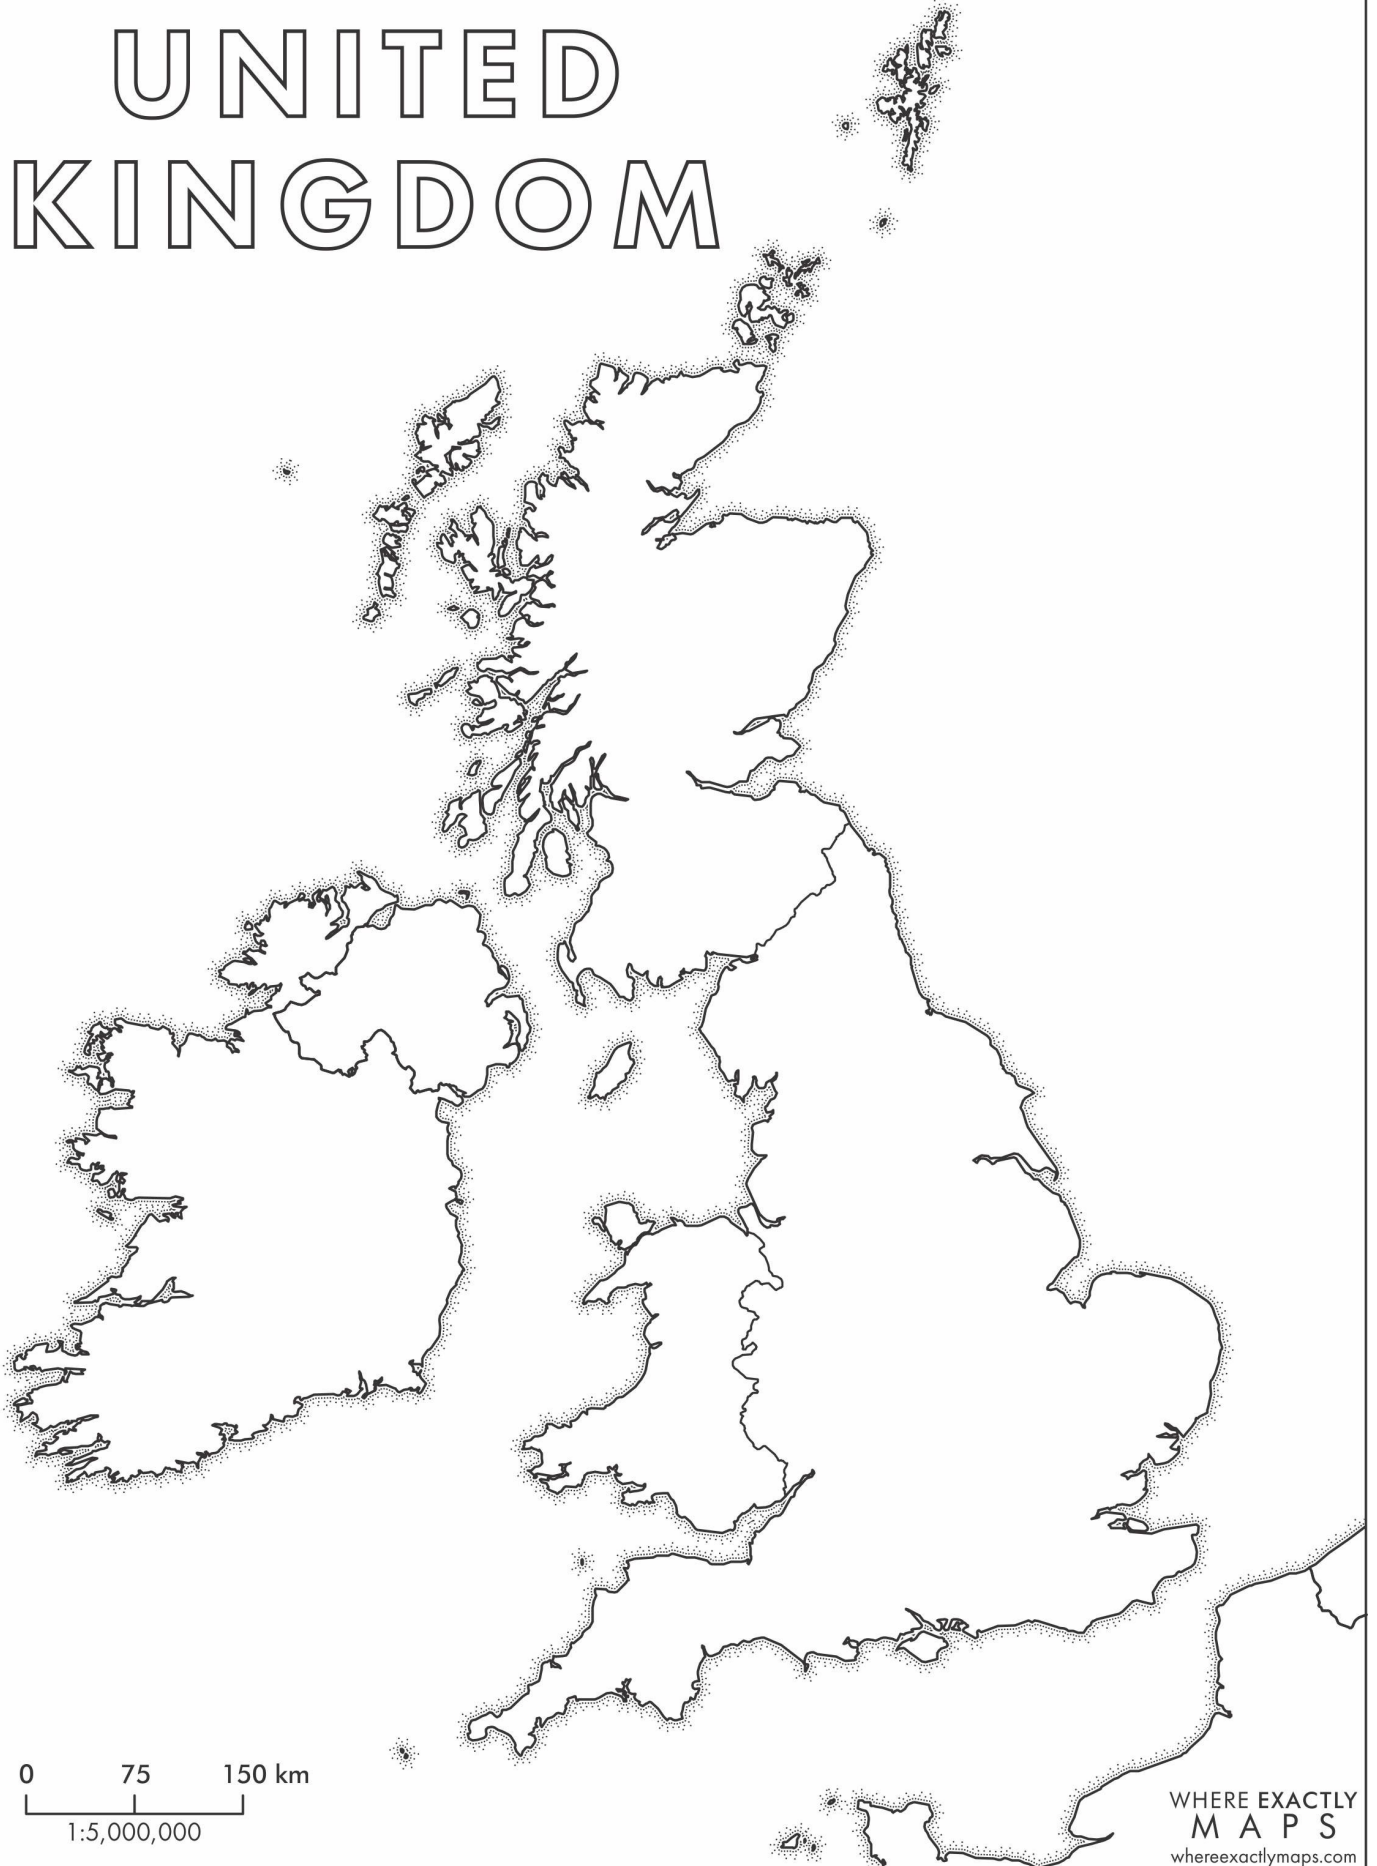 UNITED
KINGDOM
0 75 150 km
1:5,000,000
WHERE EXACTLY
MAPS
whereexactlymaps.com